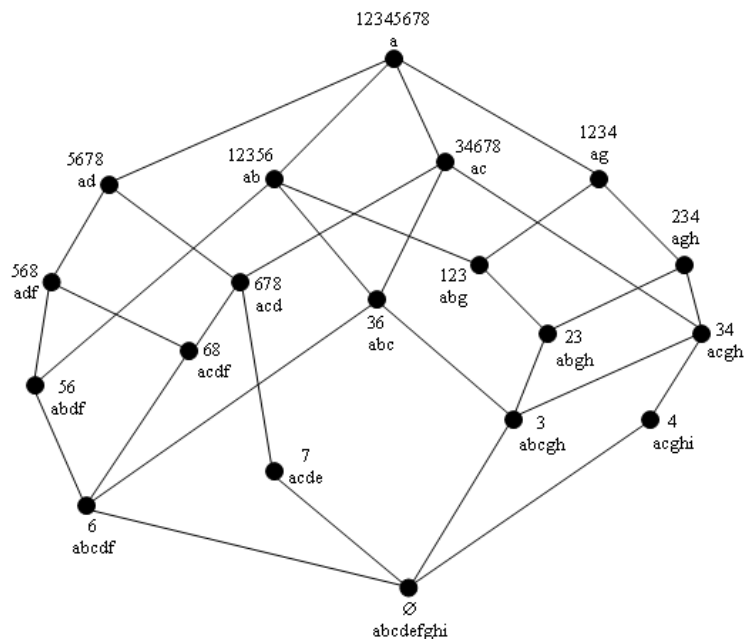 12345678
a
5678
ad
12356
ab
34678
ac
1234
ag
234
agh
568
adf
678
acd
36
abc
123
abg
23
abgh
34
acgh
68
acdf
56
abdf
3
abcgh
4
acghi
7
acde
6
abcdf
∅
abcdefghi